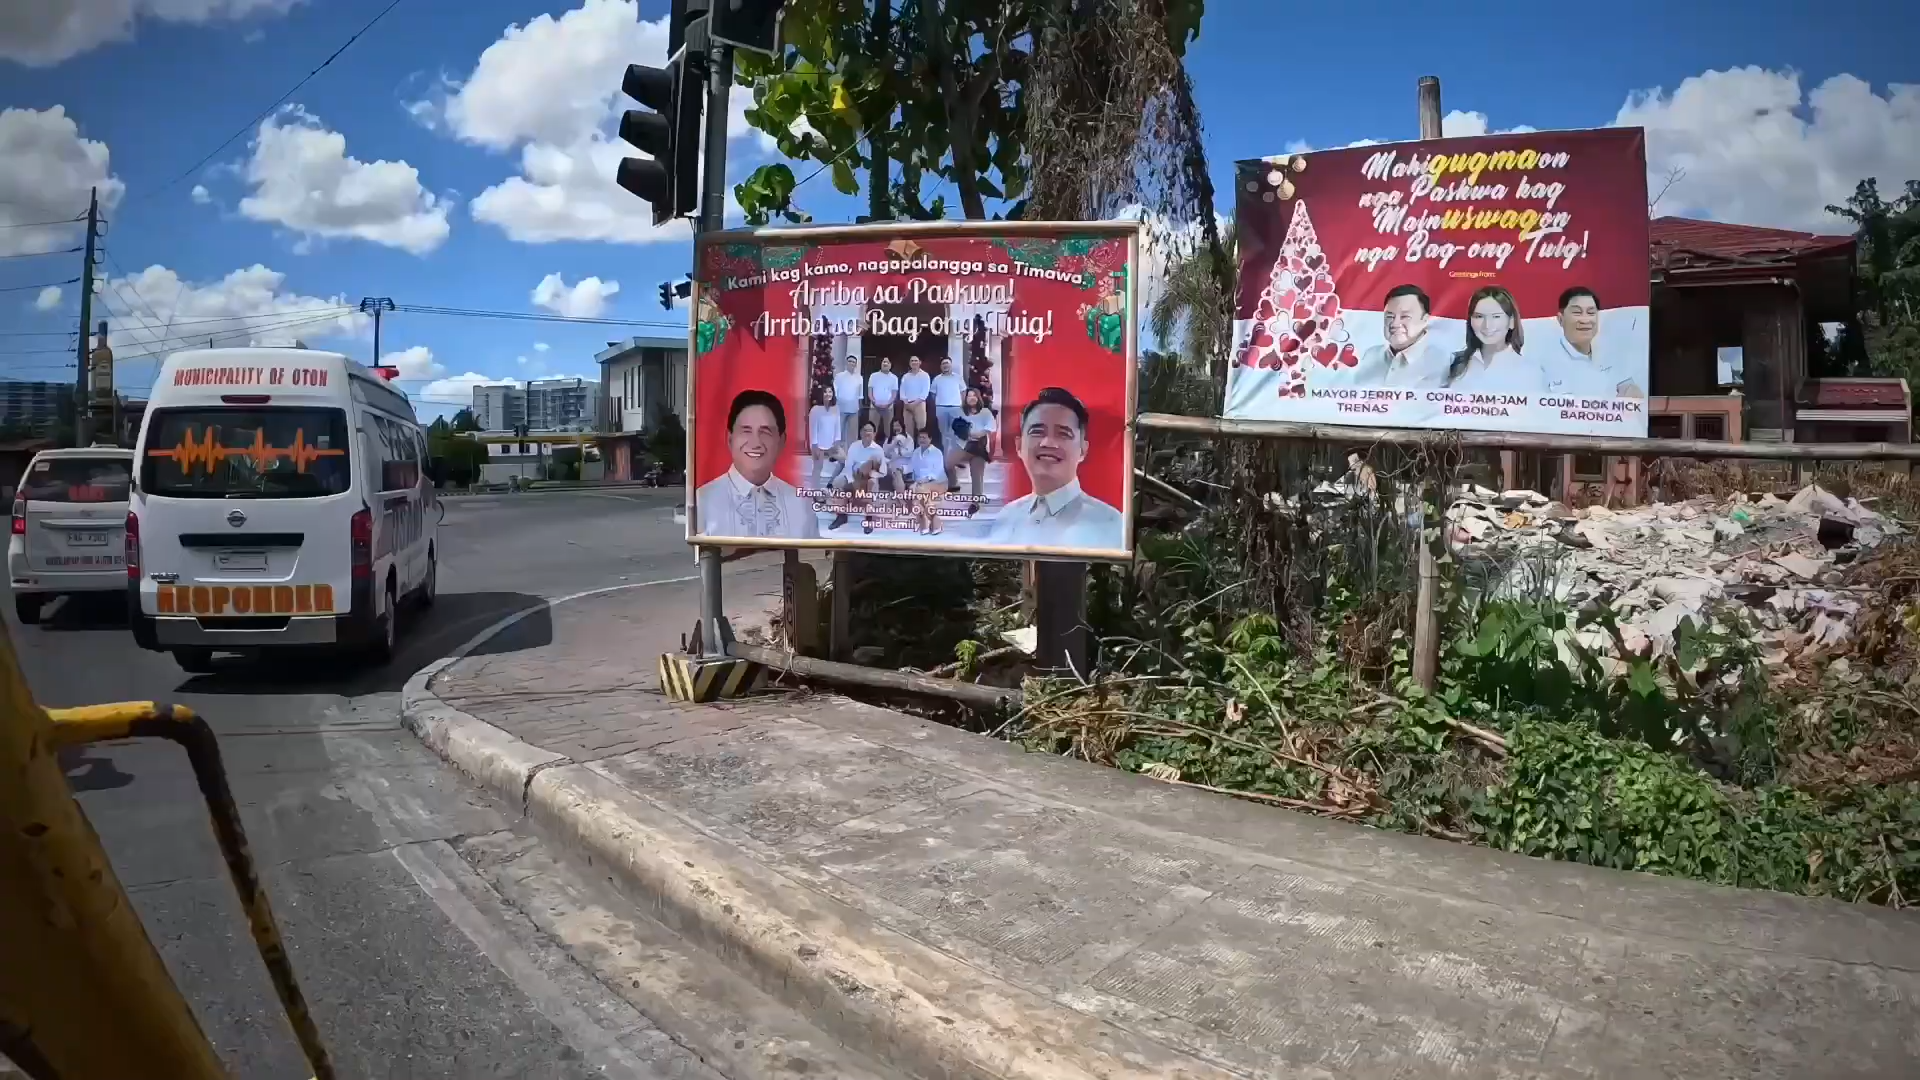 MUNICIPALITY OF OTON
RESPONDER
Kami kag kamo, nagapalangga sa Timawa
Arriba sa Paskwa!
Arriba sa Bag-ong Tuig!
From: Vice Mayor Jeffrey P. Ganzon,
Councilor Rudolph O. Ganzon,
and Family
Mahigugmaon
nga Paskwa kag
Mainuswagon
nga Bag-ong Tuig!
Greetings From:
MAYOR JERRY P.
TREÑAS
CONG. JAM-JAM
BARONDA
COUN. DOK NICK
BARONDA